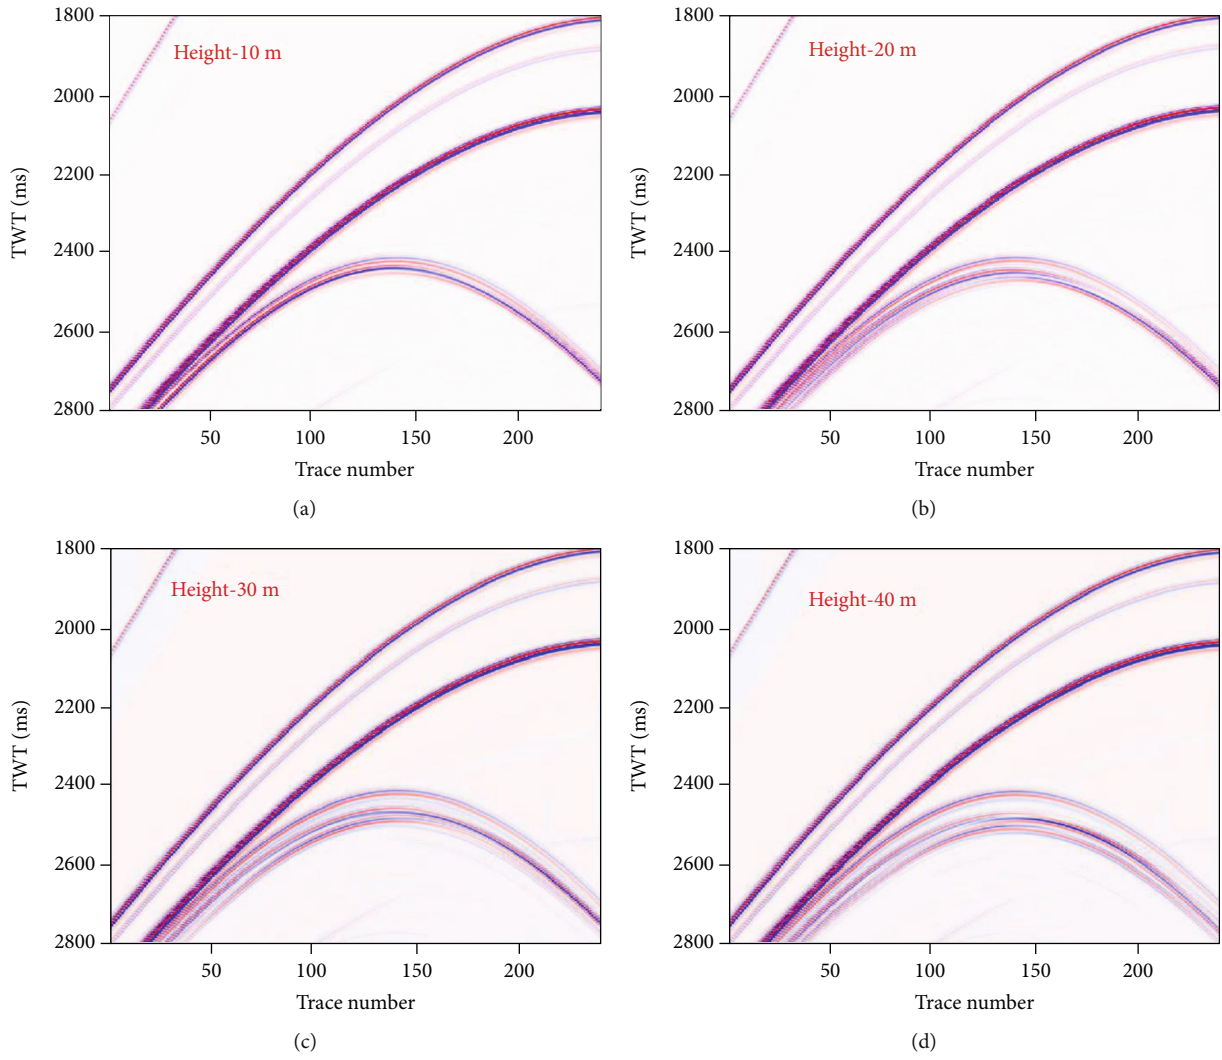 1800
2000
2200
2400
2600
2800
TWT (ms)
Height-10 m
50
100
150
200
Trace number
(a)
1800
2000
2200
2400
2600
2800
TWT (ms)
Height-20 m
50
100
150
200
Trace number
(b)
1800
2000
2200
2400
2600
2800
TWT (ms)
Height-30 m
50
100
150
200
Trace number
(c)
1800
2000
2200
2400
2600
2800
TWT (ms)
Height-40 m
50
100
150
200
Trace number
(d)